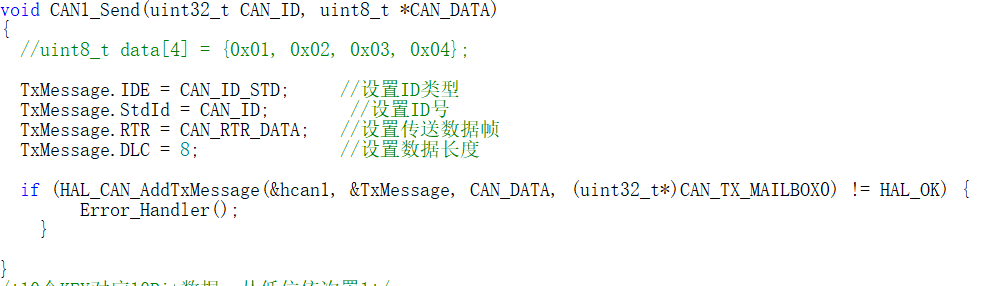 void CAN1_Send(uint32_t CAN_ID, uint8_t *CAN_DATA)
{
//uint8_t data[4] = {0x01, 0x02, 0x03, 0x04};
TxMessage.IDE = CAN_ID_STD; //设置ID类型
TxMessage.StdId = CAN_ID; //设置ID号
TxMessage.RTR = CAN_RTR_DATA; //设置传送数据帧
TxMessage.DLC = 8; //设置数据长度
if (HAL_CAN_AddTxMessage(&hcan1, &TxMessage, CAN_DATA, (uint32_t*)CAN_TX_MAILBOX0) != HAL_OK) {
Error_Handler();
}
}